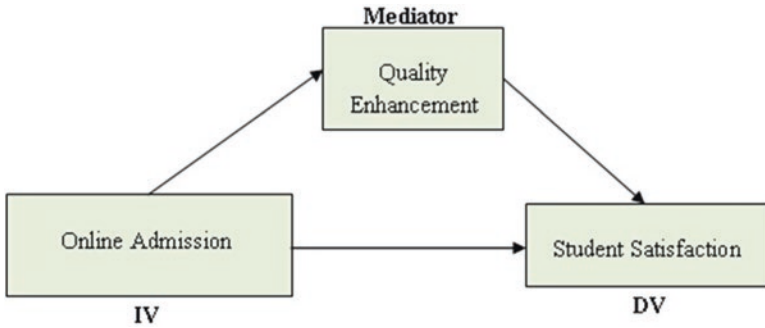 Mediator
Quality
Enhancement
Online Admission
Student Satisfaction
IV
DV